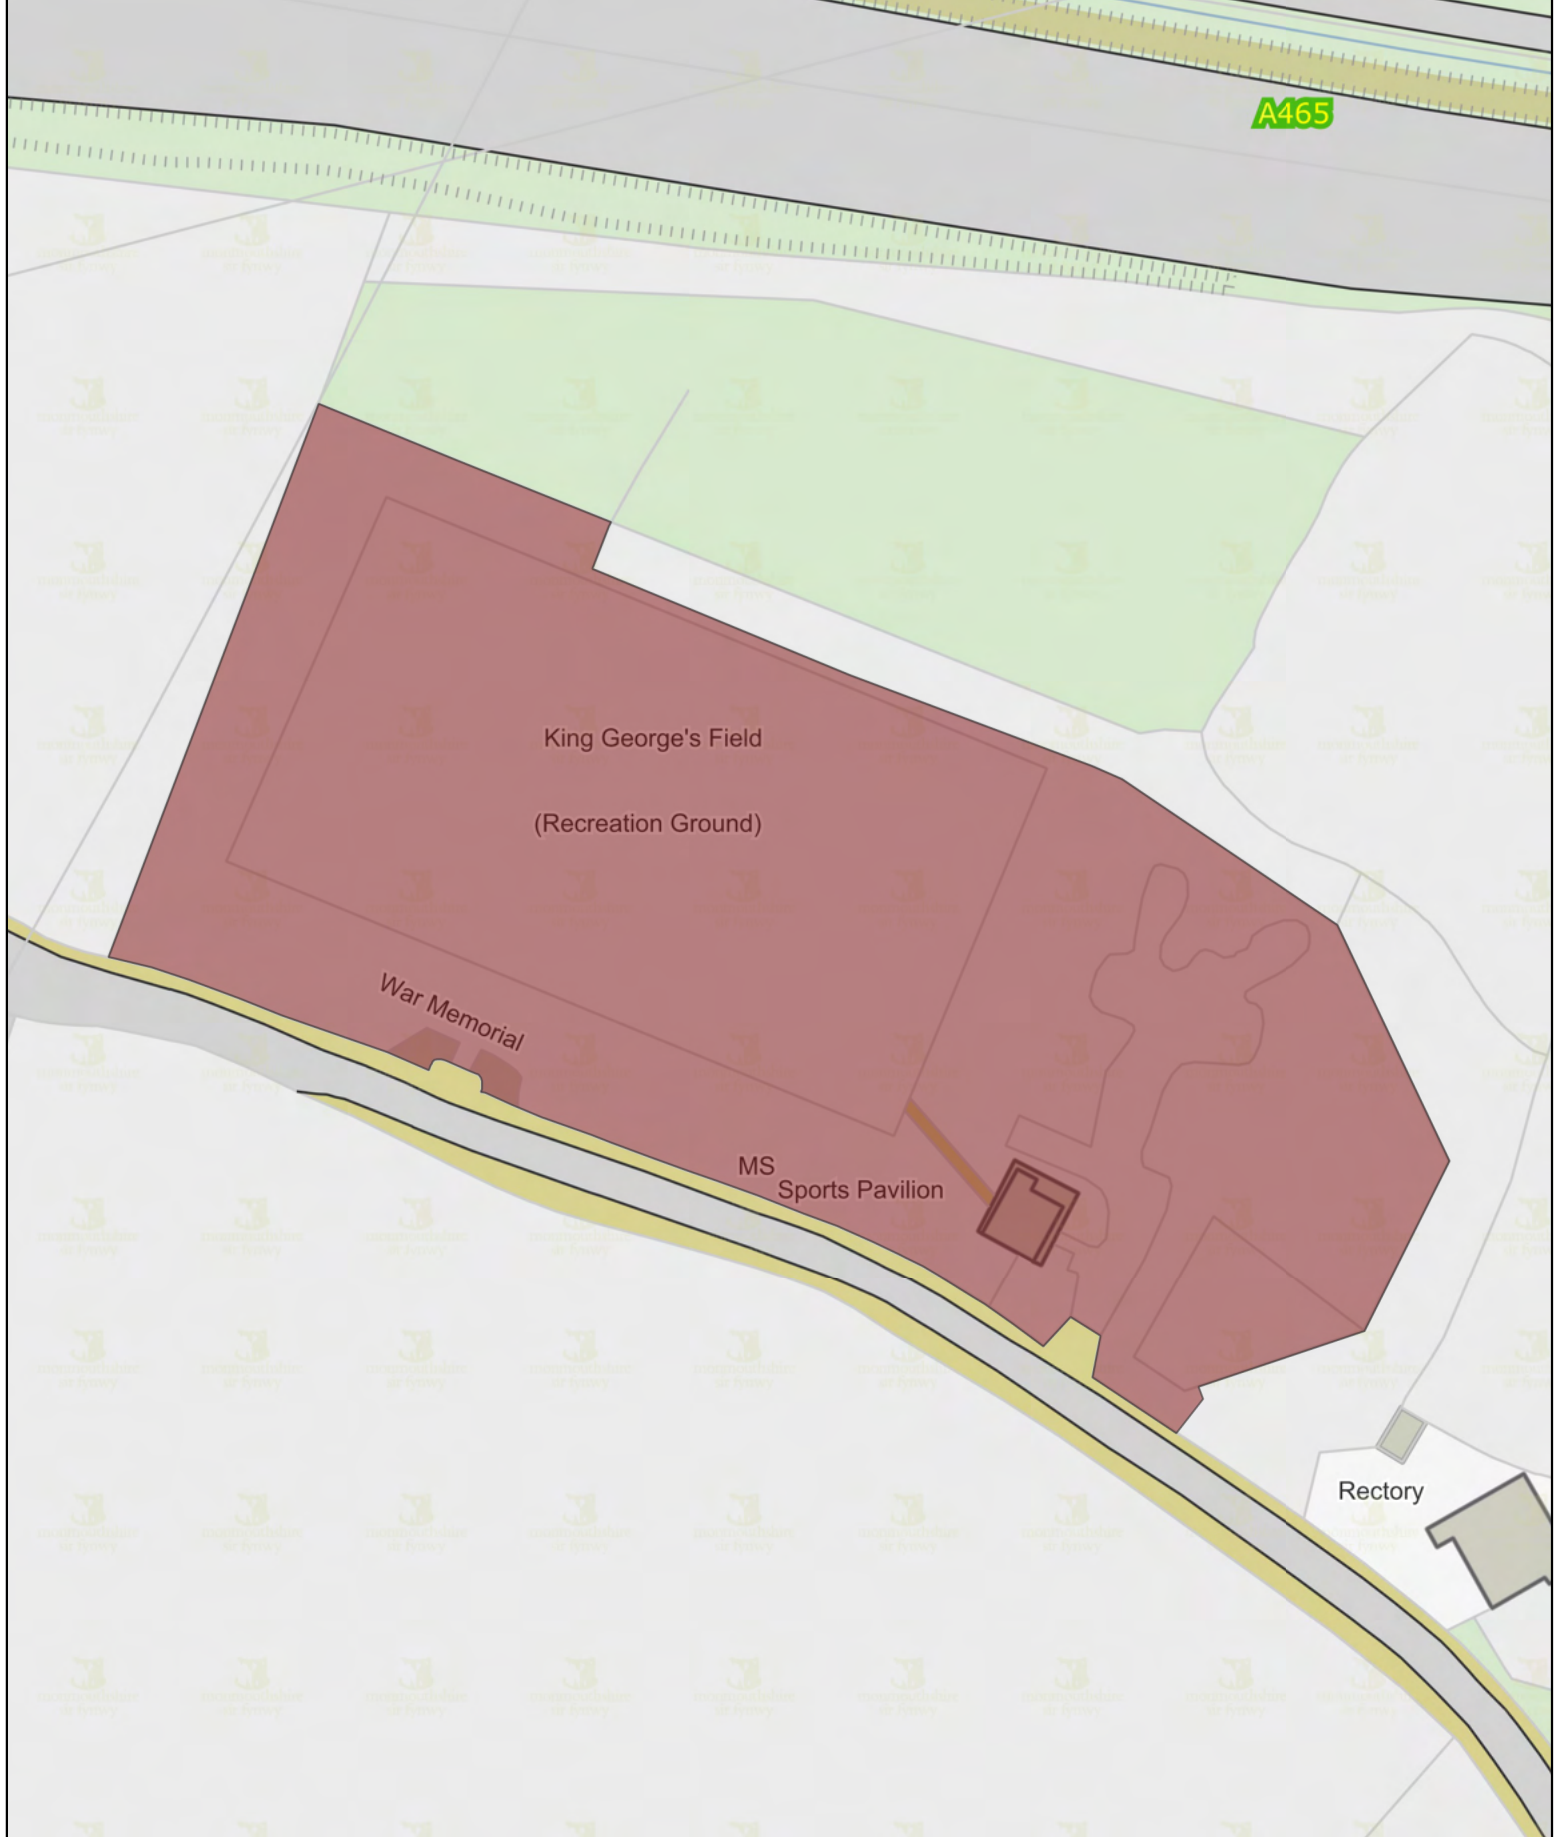 A465
King George's Field
(Recreation Ground)
War Memorial
MS
Sports Pavilion
Rectory